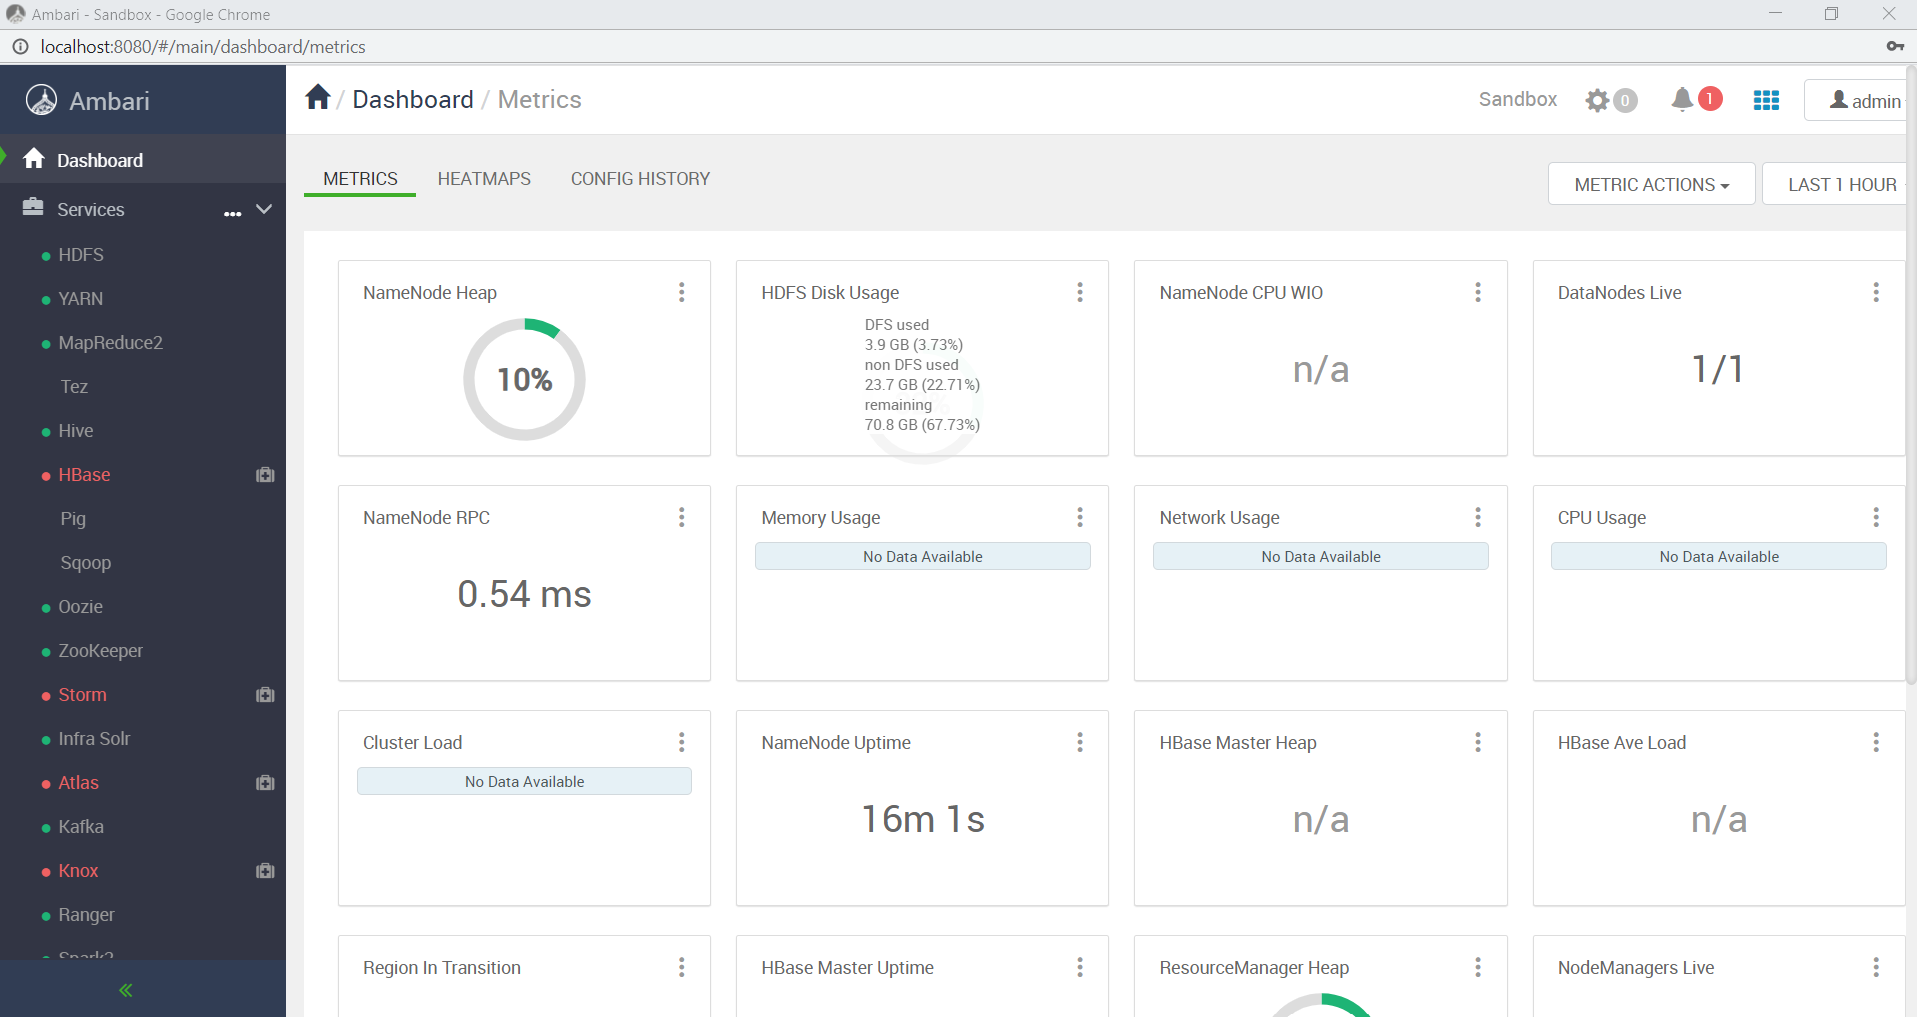 Ambari - Sandbox - Google Chrome
localhost:8080/#/main/dashboard/metrics
Ambari
/ Dashboard / Metrics
Sandbox
0
1
admin
Dashboard
Services
...
HDFS
YARN
MapReduce2
Tez
Hive
HBase
Pig
Sqoop
Oozie
ZooKeeper
Storm
Infra Solr
Atlas
Kafka
Knox
Ranger
Spark2
METRICS
HEATMAPS
CONFIG HISTORY
METRIC ACTIONS
LAST 1 HOUR
NameNode Heap
10%
HDFS Disk Usage
DFS used
3.9 GB (3.73%)
non DFS used
23.7 GB (22.71%)
remaining
70.8 GB (67.73%)
NameNode CPU WIO
n/a
DataNodes Live
1/1
NameNode RPC
0.54 ms
Memory Usage
No Data Available
Network Usage
No Data Available
CPU Usage
No Data Available
Cluster Load
No Data Available
NameNode Uptime
16m 1s
HBase Master Heap
n/a
HBase Ave Load
n/a
Region In Transition
HBase Master Uptime
ResourceManager Heap
NodeManagers Live